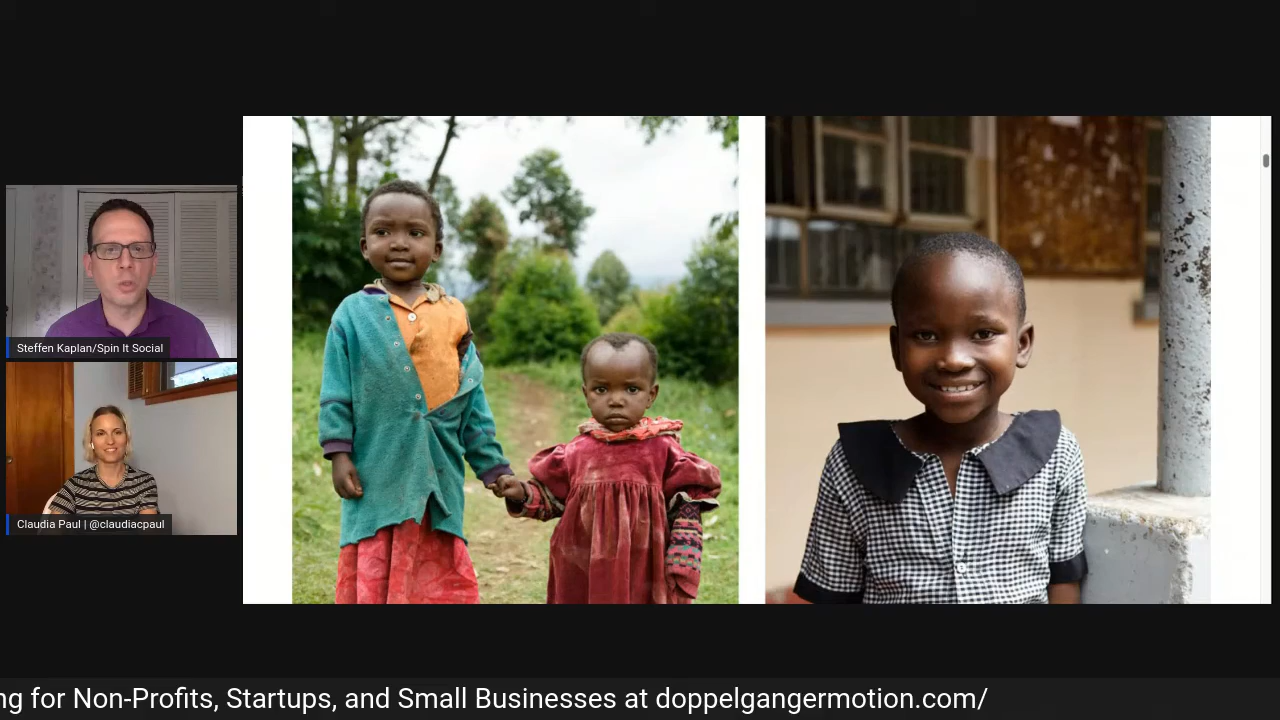 Steffen Kaplan/Spin It Social
Claudia Paul | @claudiacpaul
ng for Non-Profits, Startups, and Small Businesses at doppelgangermotion.com/